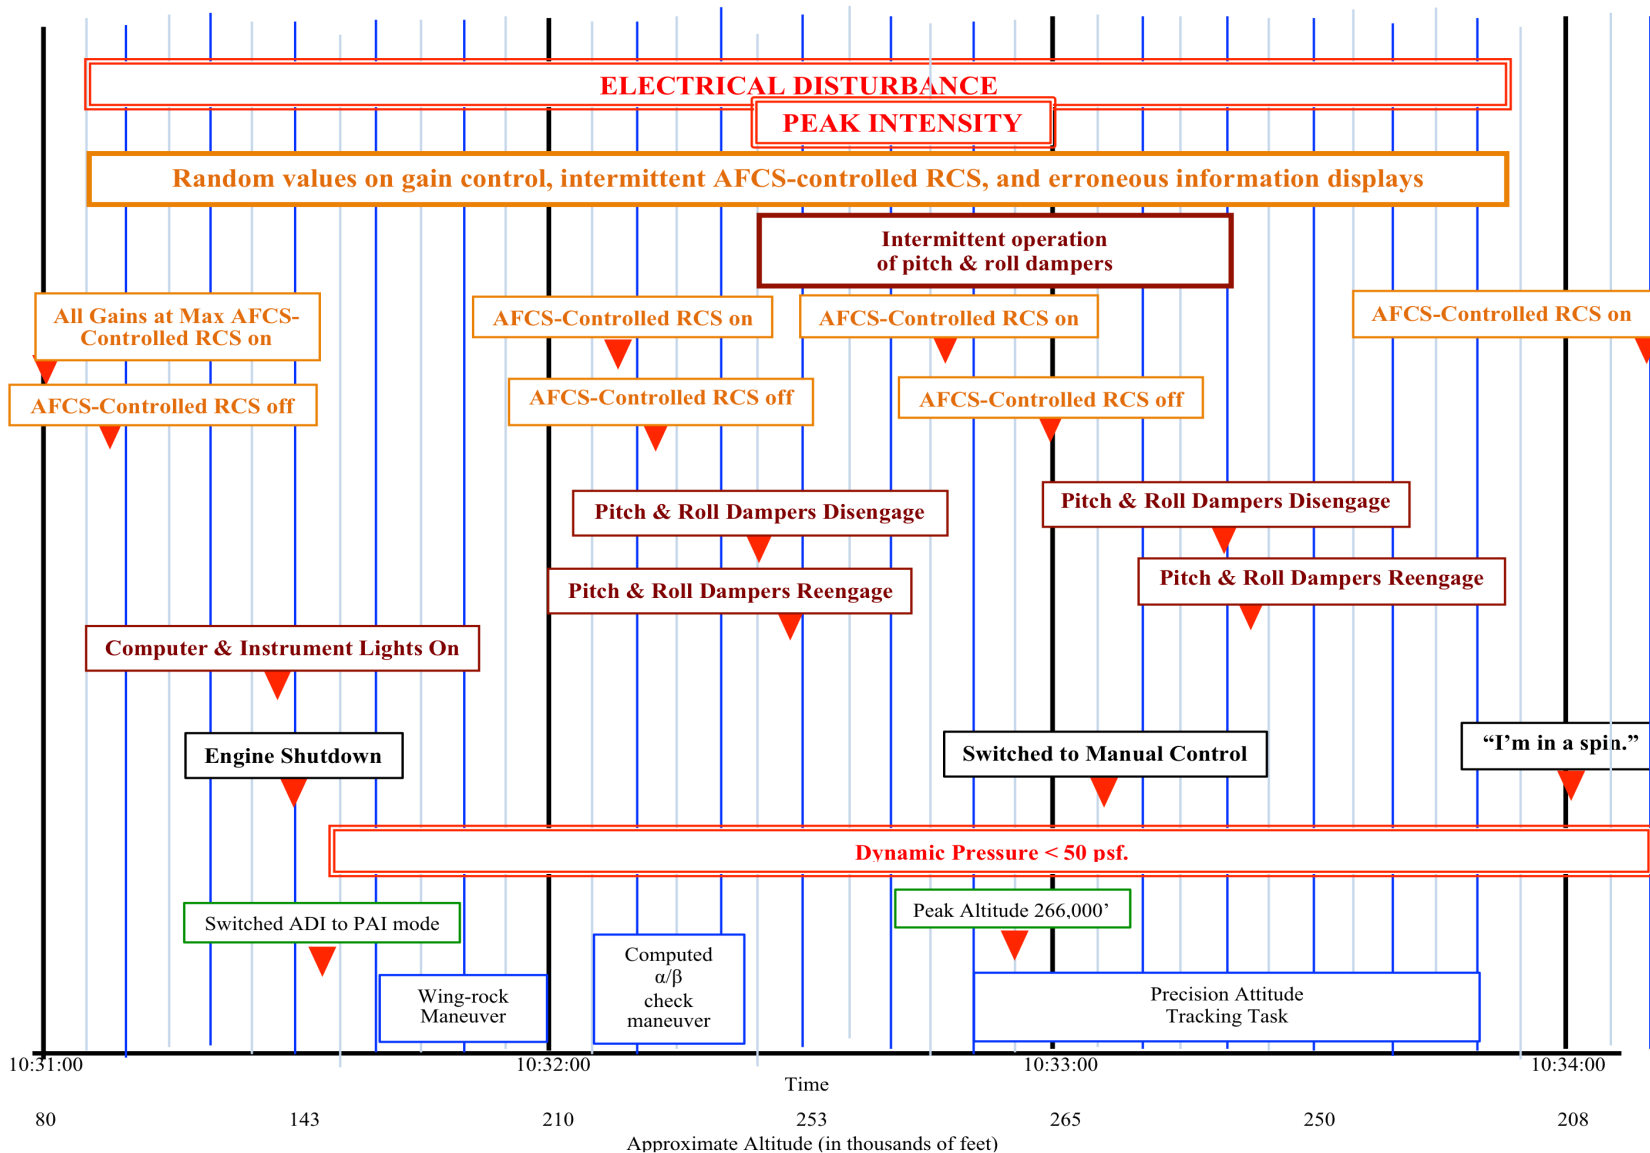 ELECTRICAL DISTURBANCE
PEAK INTENSITY
Random values on gain control, intermittent AFCS-controlled RCS, and erroneous information displays
Intermittent operation
of pitch & roll dampers
All Gains at Max AFCS-
Controlled RCS on
AFCS-Controlled RCS on
AFCS-Controlled RCS on
AFCS-Controlled RCS on
AFCS-Controlled RCS off
AFCS-Controlled RCS off
AFCS-Controlled RCS off
Pitch & Roll Dampers Disengage
Pitch & Roll Dampers Disengage
Pitch & Roll Dampers Reengage
Pitch & Roll Dampers Reengage
Computer & Instrument Lights On
Engine Shutdown
Switched to Manual Control
“I’m in a spin.”
Dynamic Pressure < 50 psf.
Switched ADI to PAI mode
Peak Altitude 266,000’
Wing-rock
Maneuver
Computed
α/β
check
maneuver
Precision Attitude
Tracking Task
10:31:00 10:32:00 10:33:00 10:34:00
Time
80 143 210 253 265 250 208
Approximate Altitude (in thousands of feet)